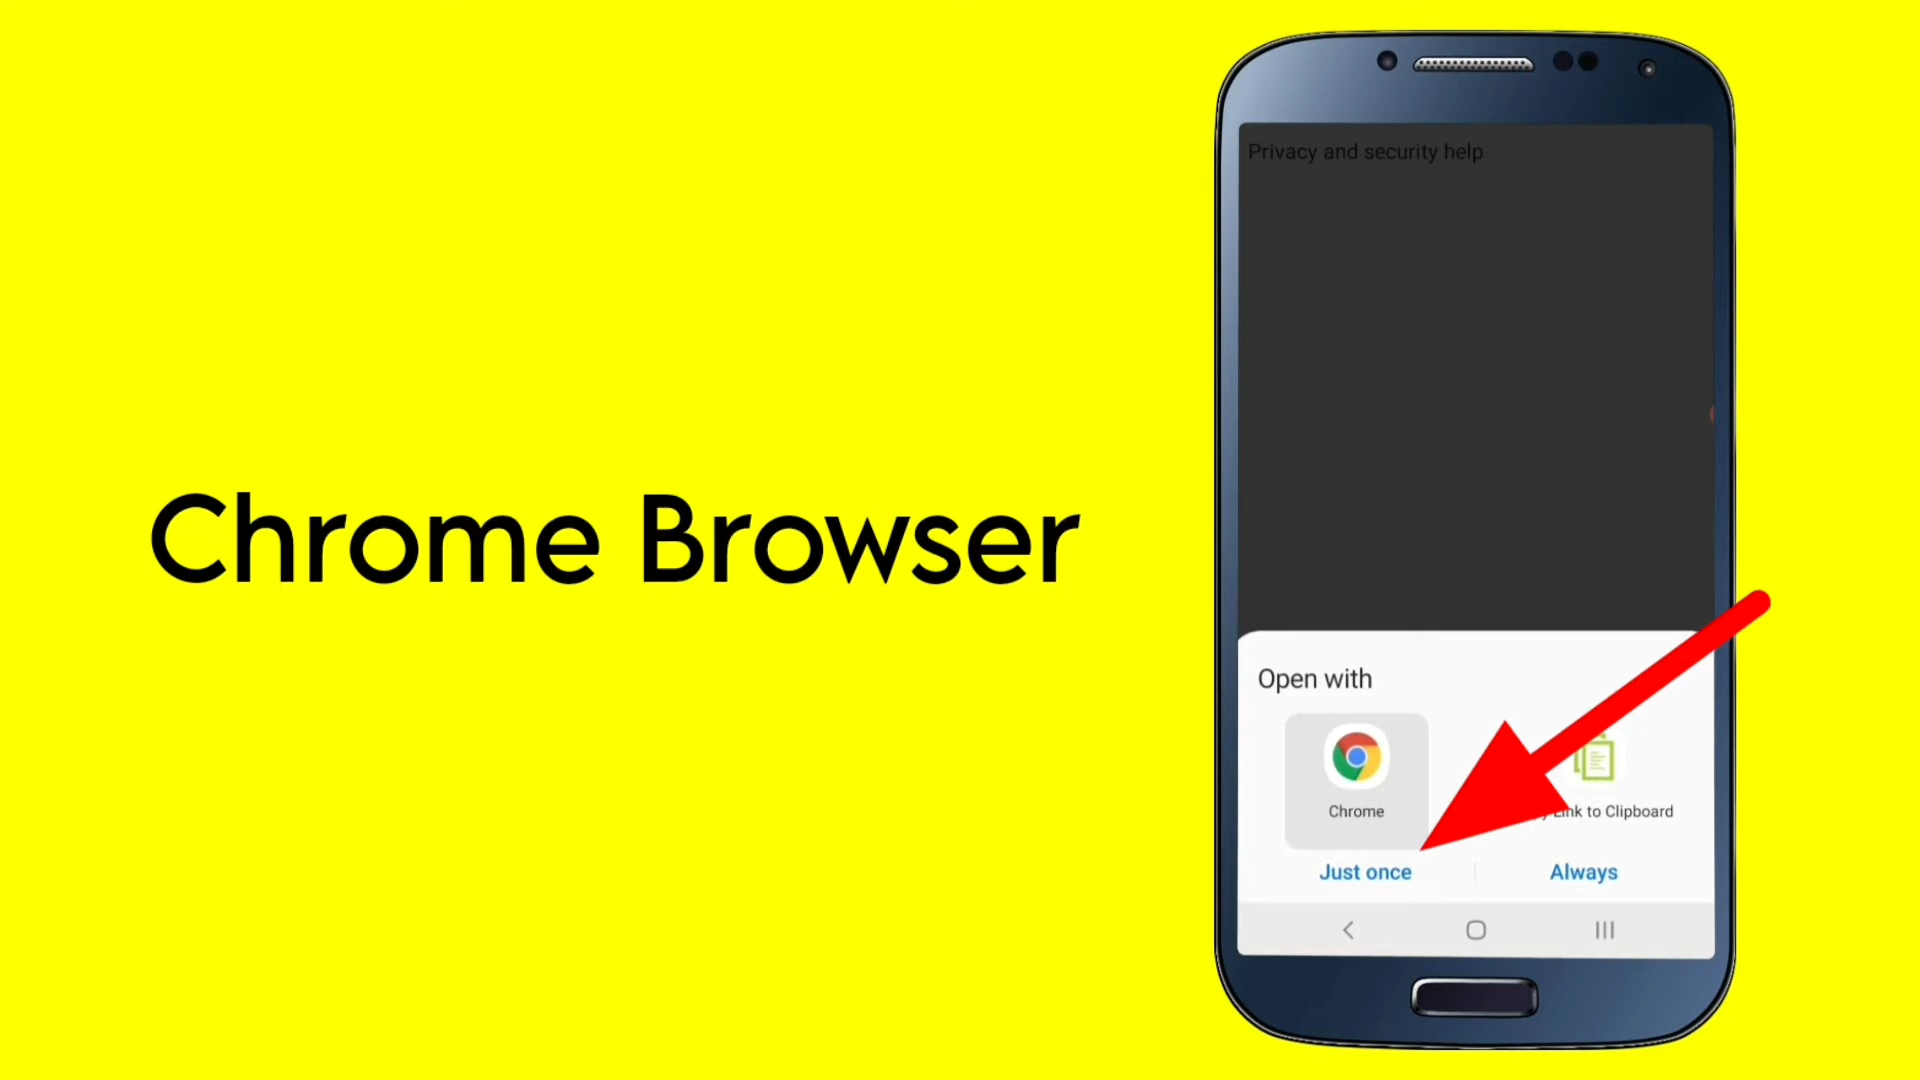 Chrome Browser
Privacy and security help
Open with
Chrome
Link to Clipboard
Just once
Always